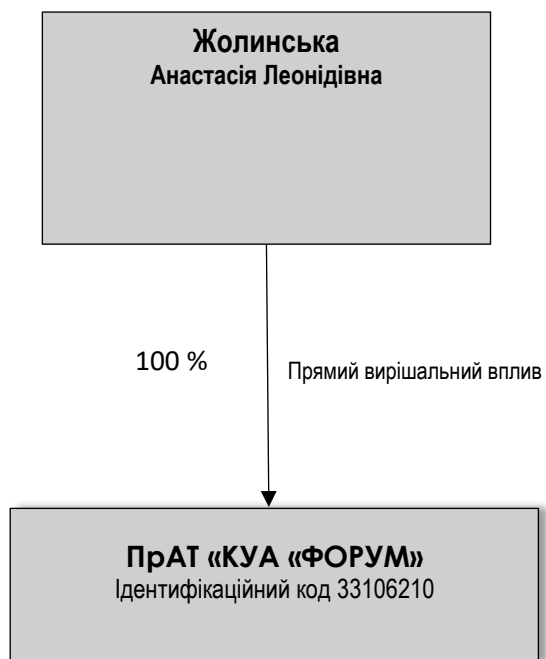 Жолинська
Анастасія Леонідівна
100 %
Прямий вирішальний вплив
ПрАТ «КУА «ФОРУМ»
Ідентифікаційний код 33106210